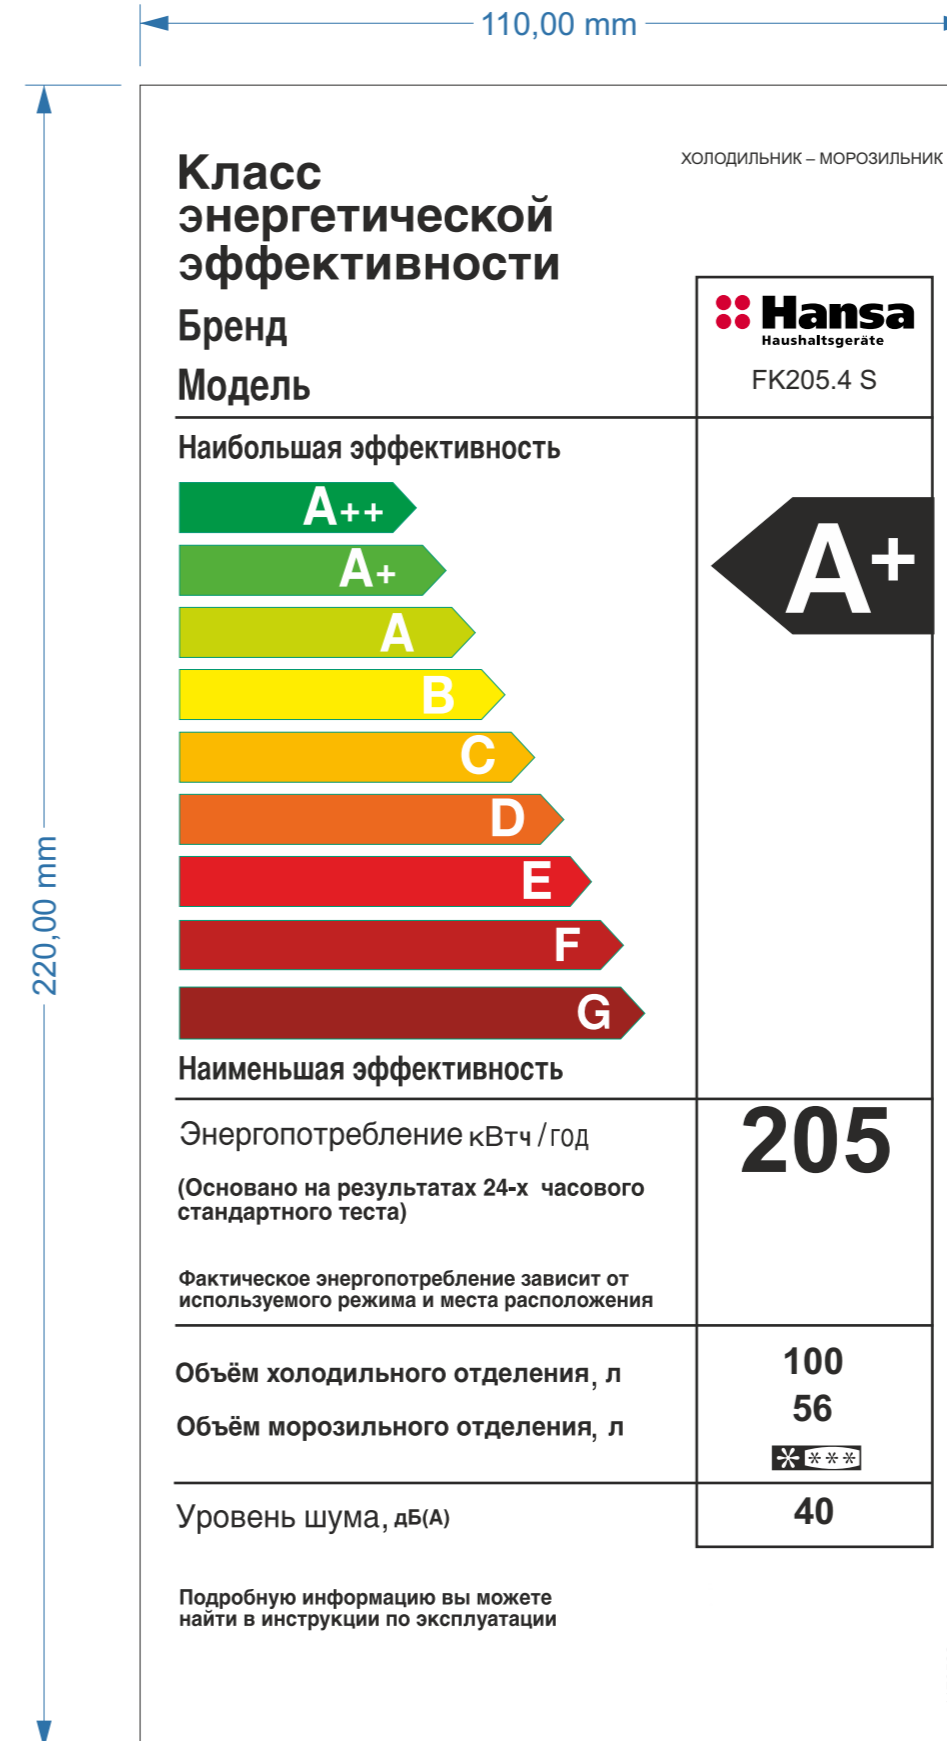 110,00 mm
220,00 mm
ХОЛОДИЛЬНИК – МОРОЗИЛЬНИК
Класс
энергетической
эффективности
Бренд
Hansa
Haushaltsgeräte
Модель
FK205.4 S
Наибольшая эффективность
A++
A+
A+
A
B
C
D
E
F
G
Наименьшая эффективность
Энергопотребление кВтч /год
205
(Основано на результатах 24-х часового
стандартного теста)
Фактическое энергопотребление зависит от
используемого режима и места расположения
Объём холодильного отделения, л
100
Объём морозильного отделения, л
56
Уровень шума, дБ(А)
40
Подробную информацию вы можете
найти в инструкции по эксплуатации